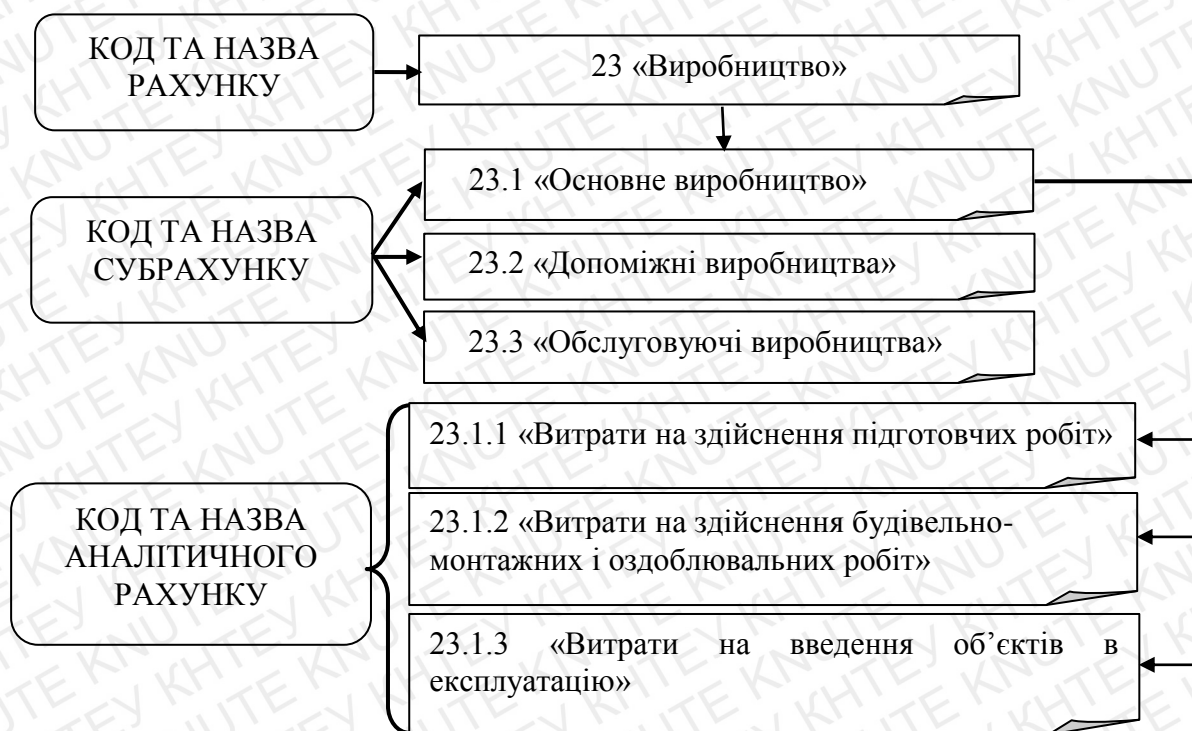 КОД ТА НАЗВА
РАХУНКУ
23 «Виробництво»
КОД ТА НАЗВА
СУБРАХУНКУ
23.1 «Основне виробництво»
23.2 «Допоміжні виробництва»
23.3 «Обслуговуючі виробництва»
КОД ТА НАЗВА
АНАЛІТИЧНОГО
РАХУНКУ
23.1.1 «Витрати на здійснення підготовчих робіт»
23.1.2 «Витрати на здійснення будівельно-
монтажних і оздоблювальних робіт»
23.1.3 «Витрати на введення об’єктів в
експлуатацію»